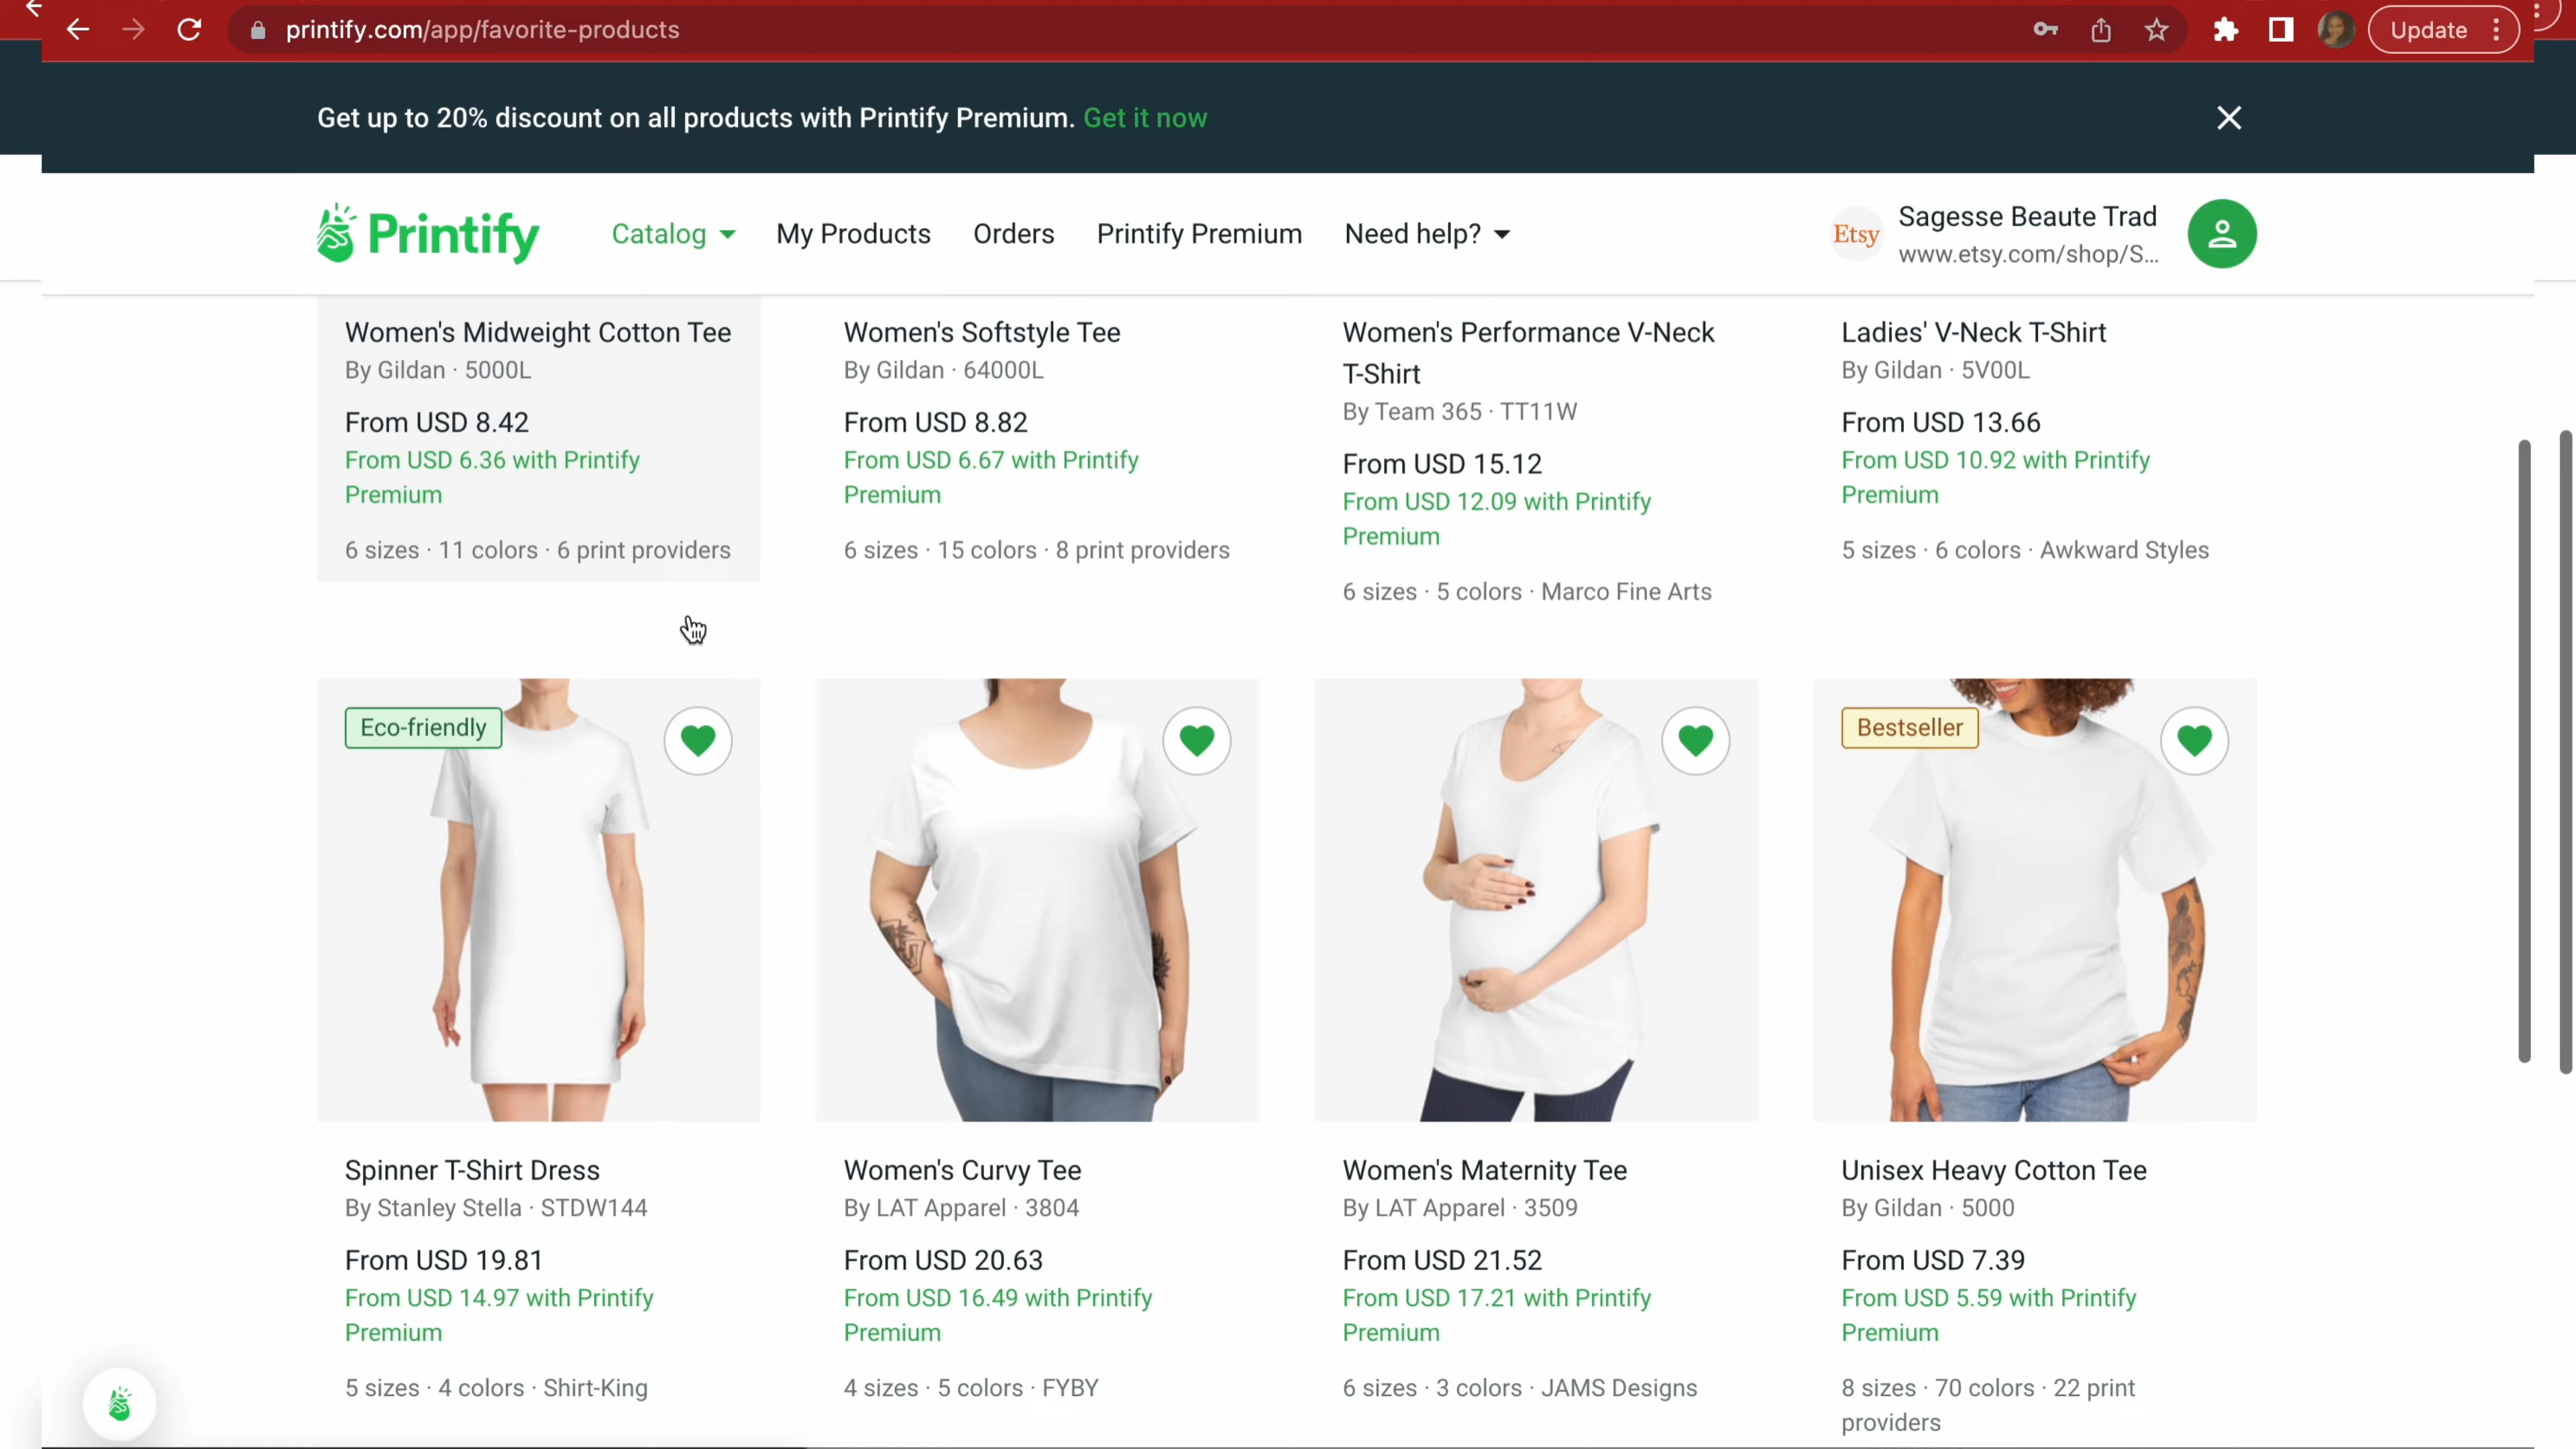 printify.com/app/favorite-products
Update
Get up to 20% discount on all products with Printify Premium. Get it now
Printify
Catalog
My Products
Orders
Printify Premium
Need help?
Etsy
Sagesse Beaute Trad
www.etsy.com/shop/S...
Women's Midweight Cotton Tee
By Gildan · 5000L
From USD 8.42
From USD 6.36 with Printify
Premium
6 sizes · 11 colors · 6 print providers
Women's Softstyle Tee
By Gildan · 64000L
From USD 8.82
From USD 6.67 with Printify
Premium
6 sizes · 15 colors · 8 print providers
Women's Performance V-Neck
T-Shirt
By Team 365 · TT11W
From USD 15.12
From USD 12.09 with Printify
Premium
6 sizes · 5 colors · Marco Fine Arts
Ladies' V-Neck T-Shirt
By Gildan · 5V00L
From USD 13.66
From USD 10.92 with Printify
Premium
5 sizes · 6 colors · Awkward Styles
Eco-friendly
Spinner T-Shirt Dress
By Stanley Stella · STDW144
From USD 19.81
From USD 14.97 with Printify
Premium
5 sizes · 4 colors · Shirt-King
Women's Curvy Tee
By LAT Apparel · 3804
From USD 20.63
From USD 16.49 with Printify
Premium
4 sizes · 5 colors · FYBY
Women's Maternity Tee
By LAT Apparel · 3509
From USD 21.52
From USD 17.21 with Printify
Premium
6 sizes · 3 colors · JAMS Designs
Bestseller
Unisex Heavy Cotton Tee
By Gildan · 5000
From USD 7.39
From USD 5.59 with Printify
Premium
8 sizes · 70 colors · 22 print
providers